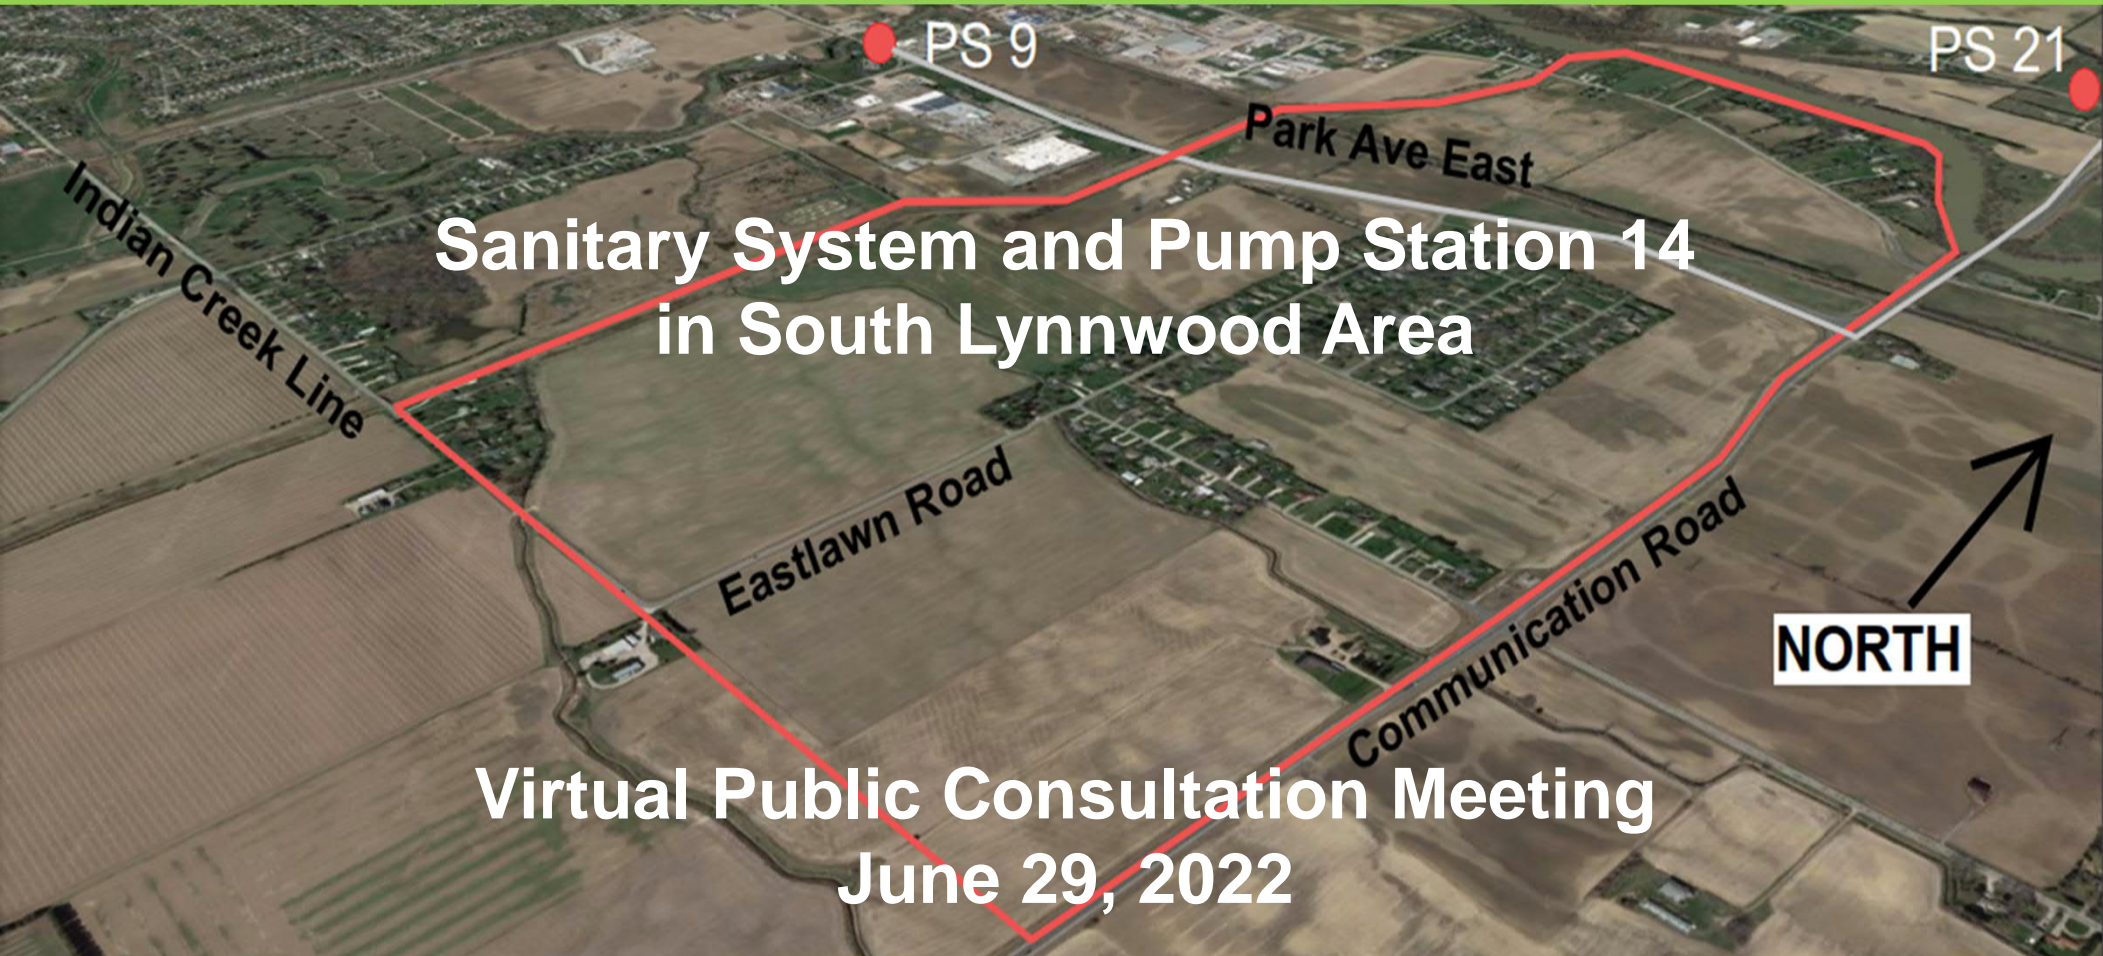 PS 9
PS 21
Park Ave East
Indian Creek Line
Sanitary System and Pump Station 14
in South Lynnwood Area
Eastlawn Road
Communication Road
NORTH
Virtual Public Consultation Meeting
June 29, 2022